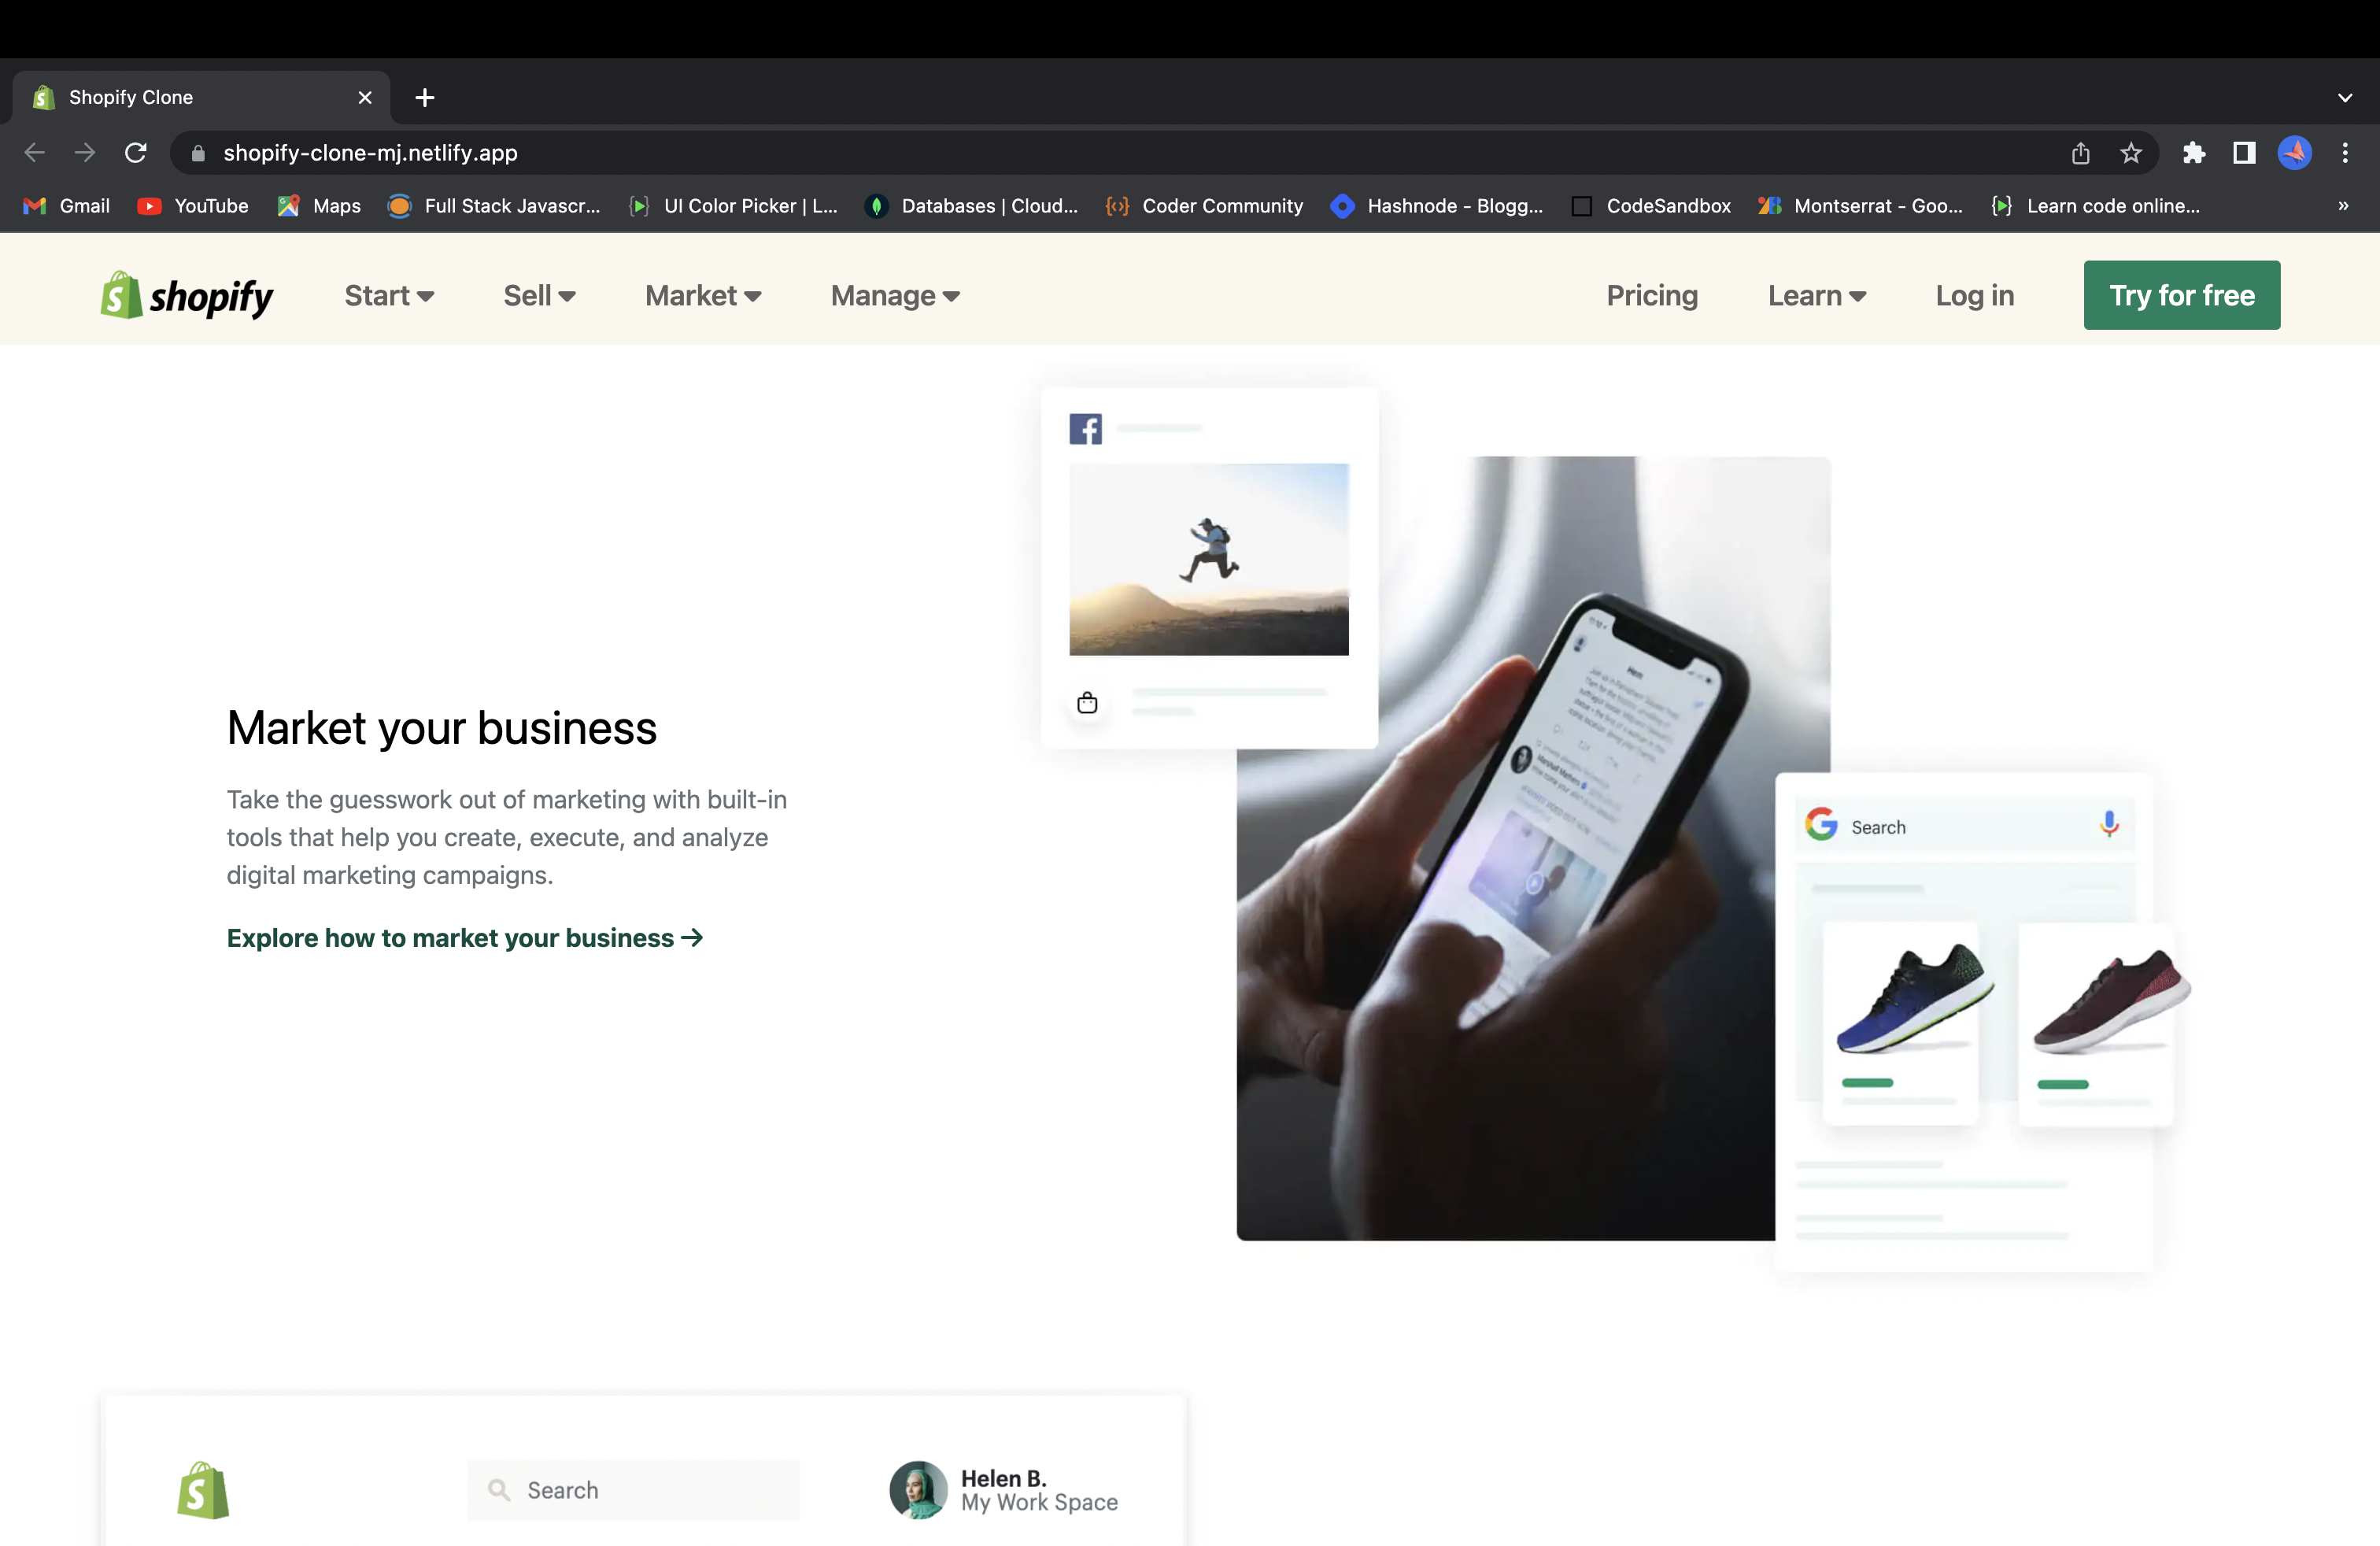 Shopify Clone
shopify-clone-mj.netlify.app
Gmail YouTube Maps Full Stack Javascr... UI Color Picker | L... Databases | Cloud... Coder Community Hashnode - Blogg... CodeSandbox Montserrat - Goo... Learn code online... »
shopify Start Sell Market Manage Pricing Learn Log in Try for free
Market your business
Take the guesswork out of marketing with built-in
tools that help you create, execute, and analyze
digital marketing campaigns.
Explore how to market your business →
Hem
Marshall Mathers
G Search
Search
Helen B.
My Work Space